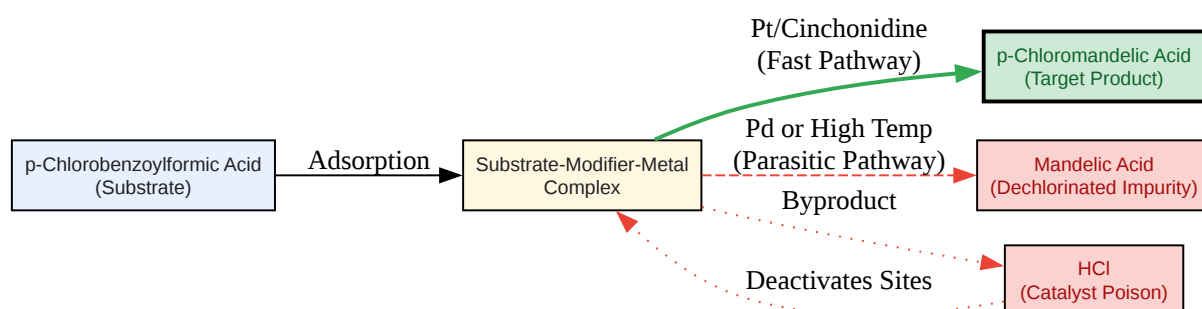 Pt/Cinchonidine
(Fast Pathway)
p-Chloromandelic Acid
(Target Product)
p-Chlorobenzoylformic Acid
(Substrate)
Adsorption
Substrate-Modifier-Metal
Complex
Pd or High Temp
(Parasitic Pathway)
Mandelic Acid
(Dechlorinated Impurity)
Byproduct
Deactivates Sites
HCl
(Catalyst Poison)